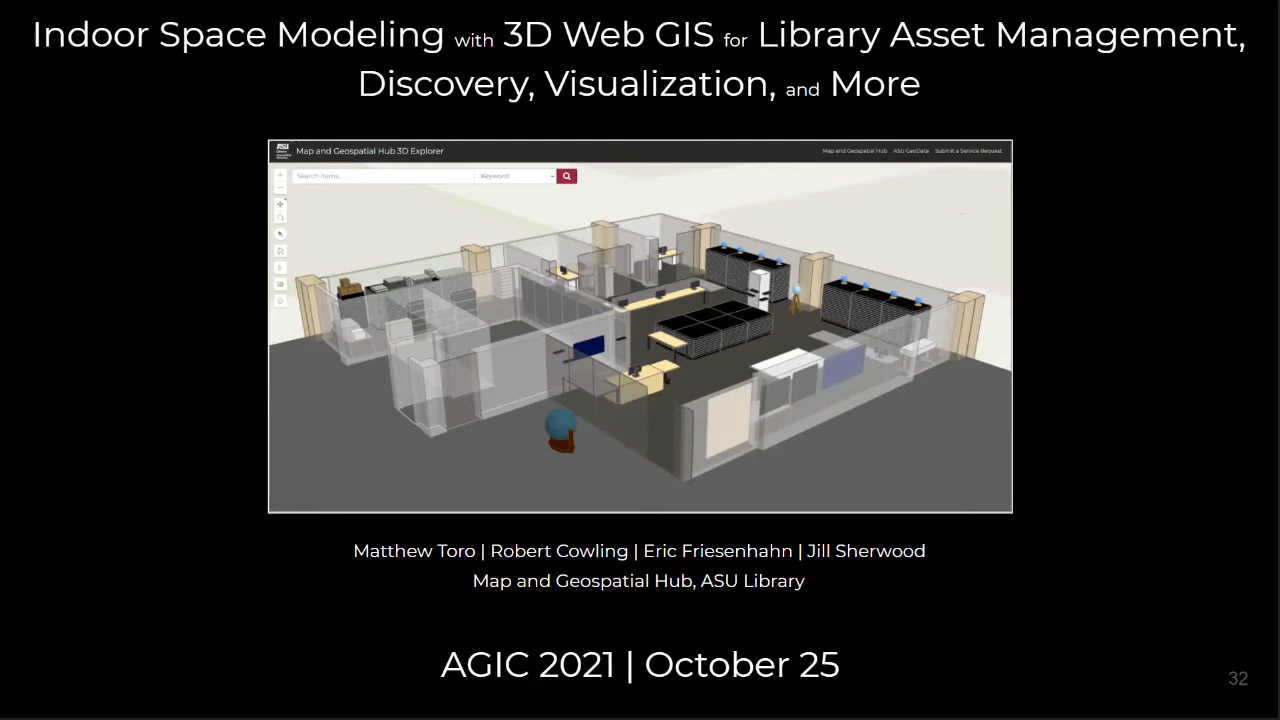 Indoor Space Modeling with 3D Web GIS for Library Asset Management,
Discovery, Visualization, and More
ASU
Map and Geospatial Hub 3D Explorer
Map and Geospatial Hub ASU GeoData Submit a Service Request
Search items... Keyword
Matthew Toro | Robert Cowling | Eric Friesenhahn | Jill Sherwood
Map and Geospatial Hub, ASU Library
AGIC 2021 | October 25
32